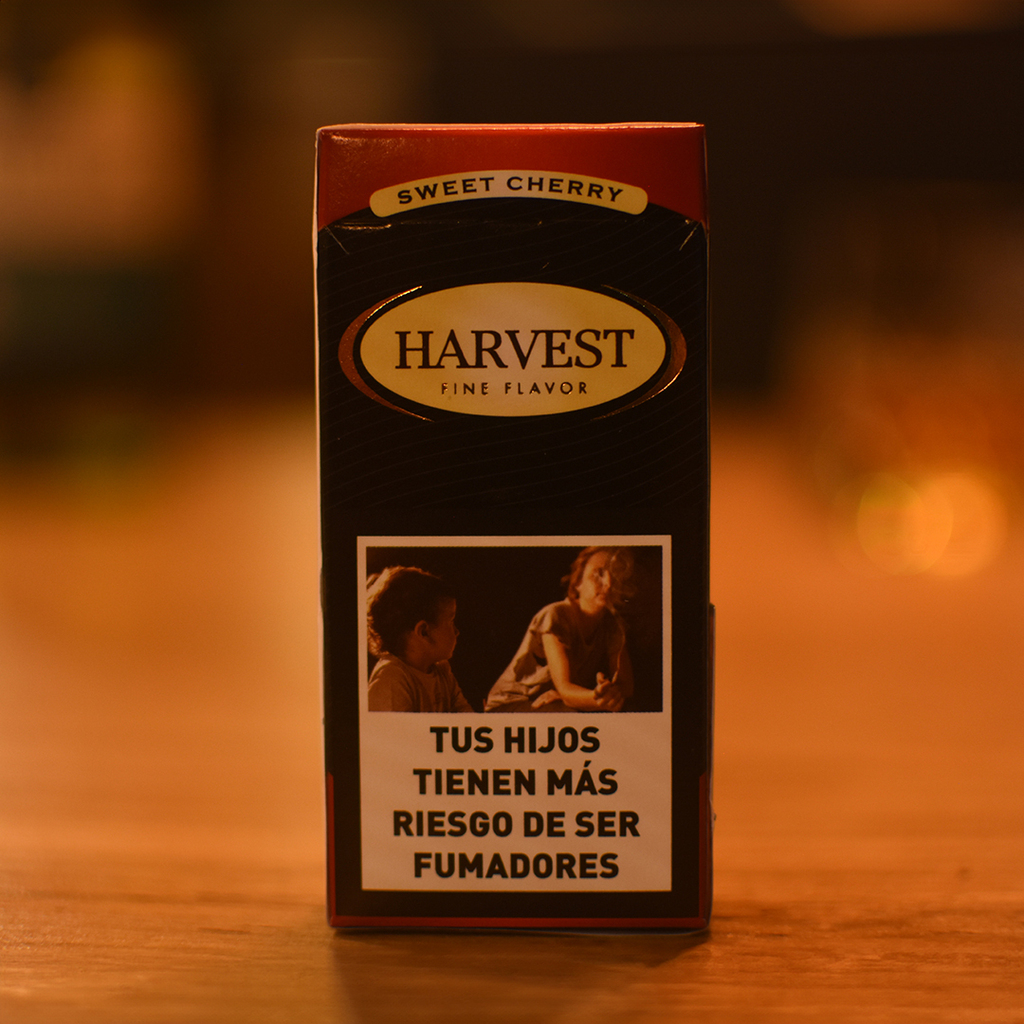 SWEET CHERRY
HARVEST
FINE FLAVOR
TUS HIJOS
TIENEN MÁS
RIESGO DE SER
FUMADORES